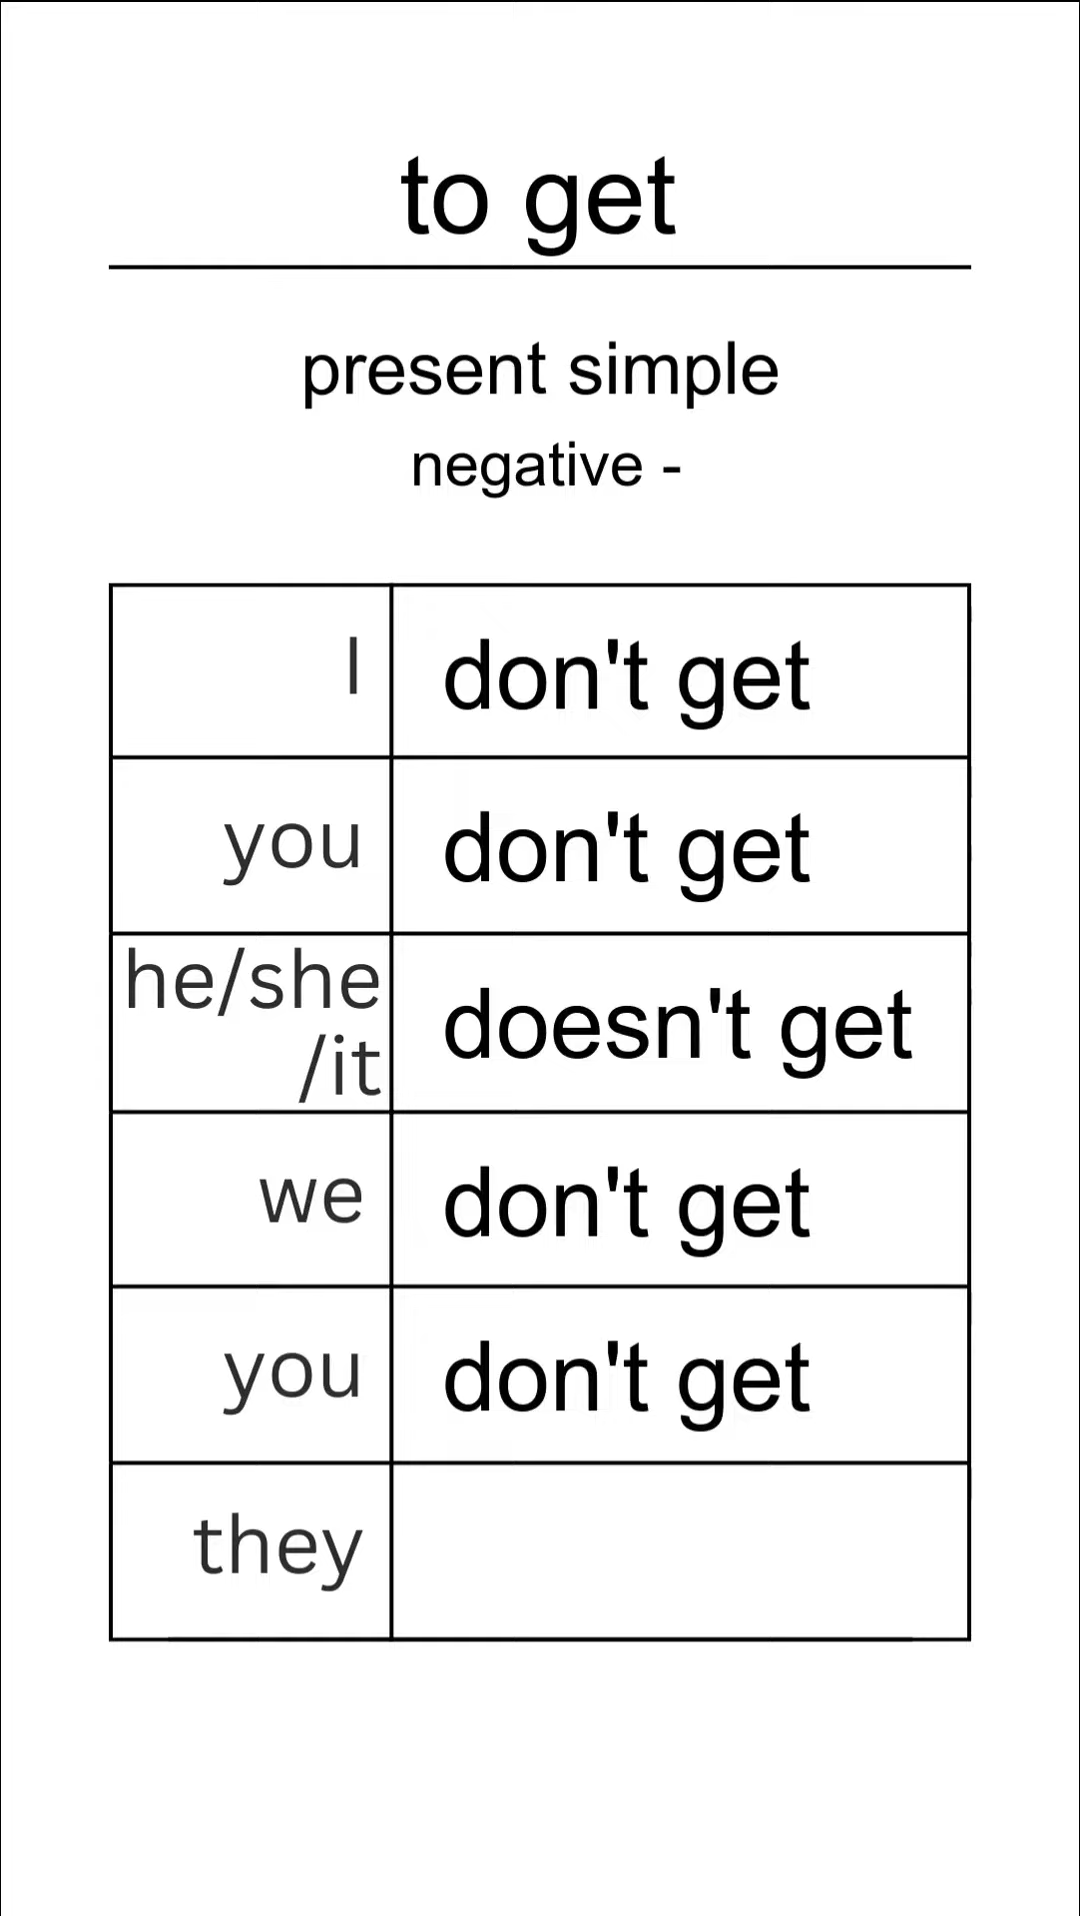 to get
present simple
negative -
I don't get
you don't get
he/she
/it doesn't get
we don't get
you don't get
they